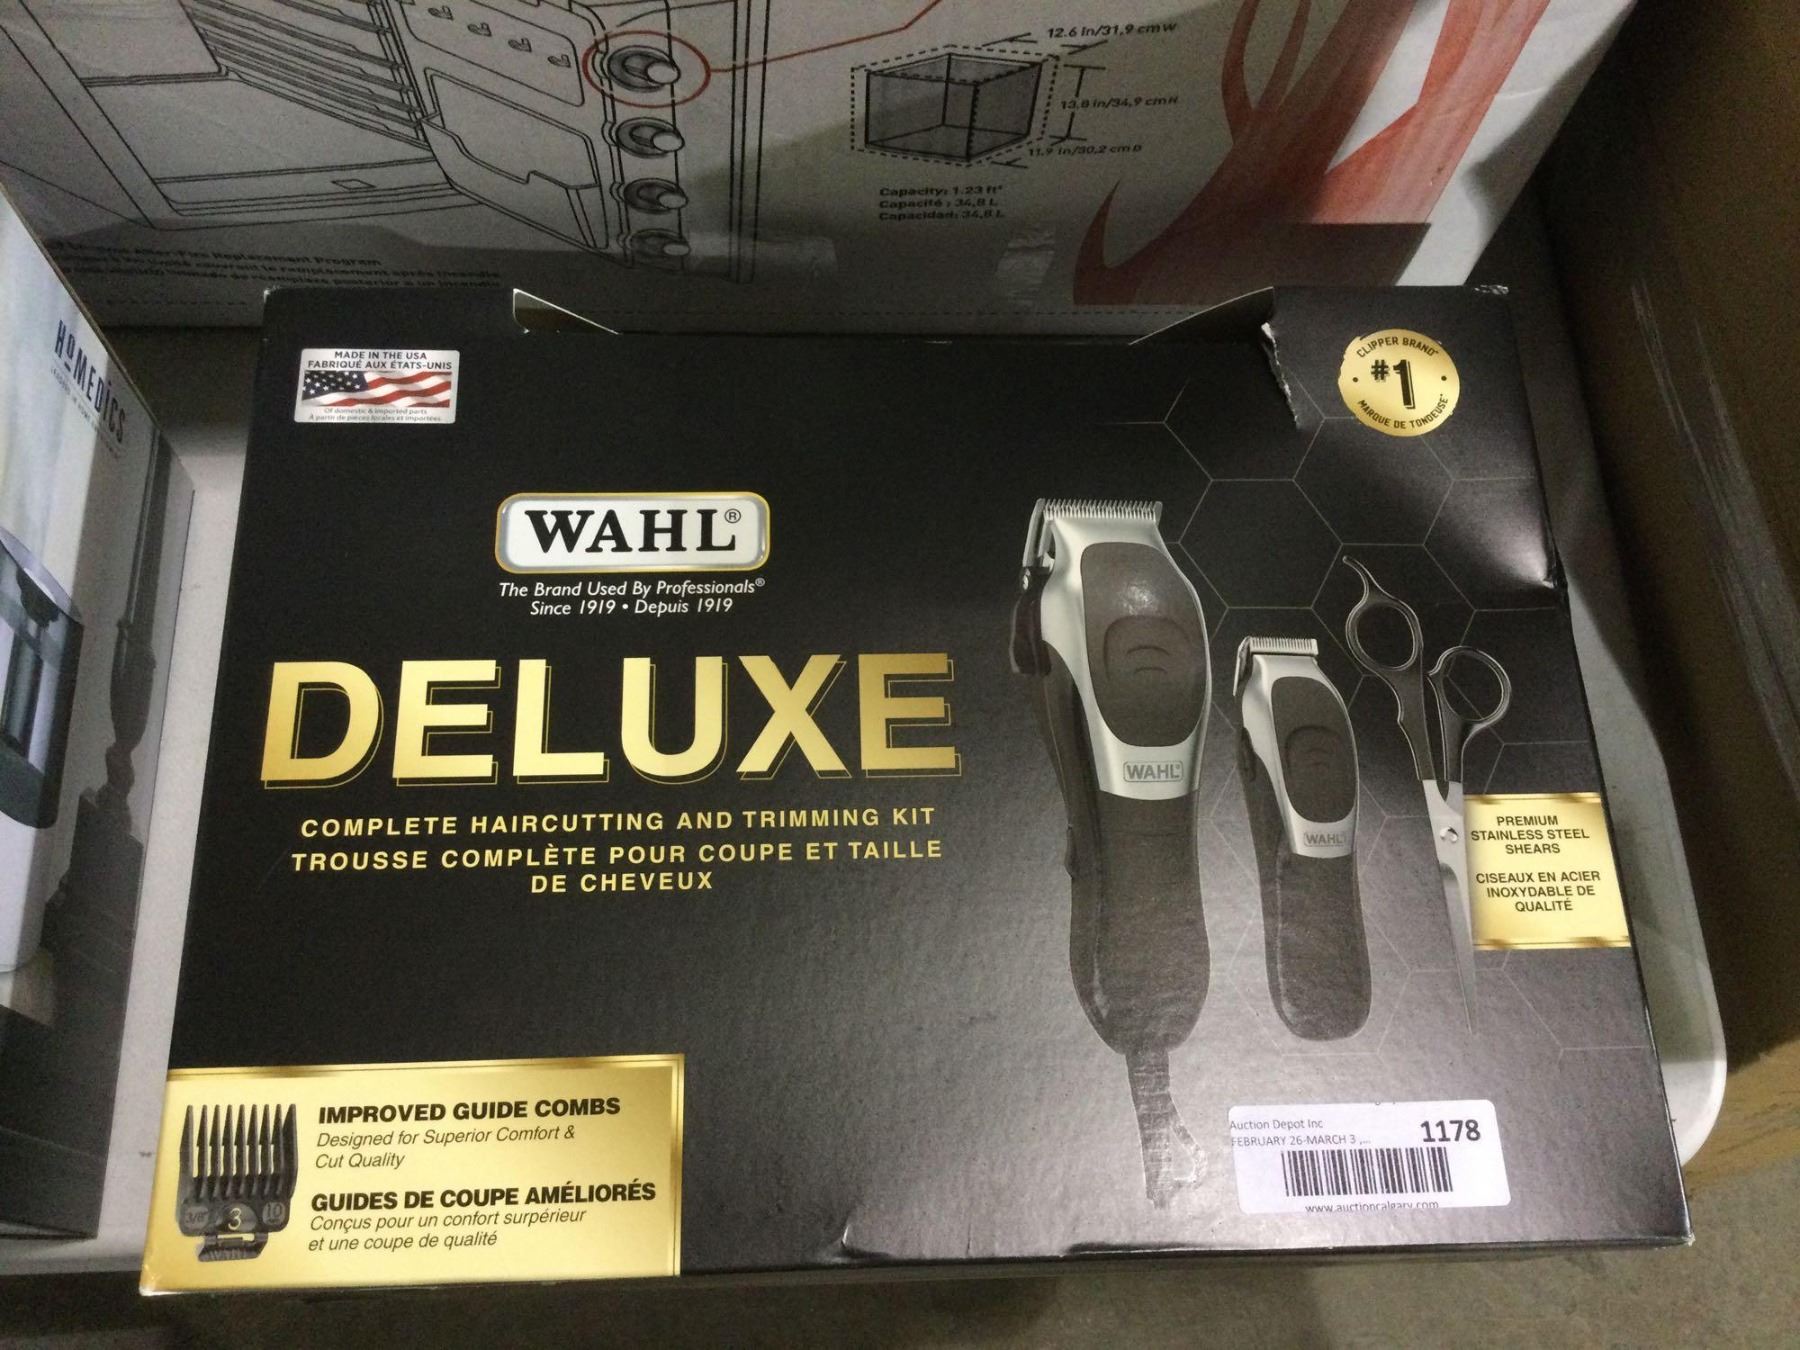 12.6 in/31,9 cm W
13.8 in/34,9 cm H
11.9 in/30,2 cm D
Capacity: 1.23 ft³
Capacité : 34,8 L
Capacidad: 34,8 L
Fire Replacement Program
HOMEDICS
MADE IN THE USA
FABRIQUÉ AUX ÉTATS-UNIS
Of domestic & imported parts
À partir de pièces locales et importées
CLIPPER BRAND
#1
MARQUE DE TONDEUSE*
WAHL®
The Brand Used By Professionals®
Since 1919 • Depuis 1919
DELUXE
COMPLETE HAIRCUTTING AND TRIMMING KIT
TROUSSE COMPLÈTE POUR COUPE ET TAILLE
DE CHEVEUX
WAHL
WAHL
PREMIUM
STAINLESS STEEL
SHEARS
CISEAUX EN ACIER
INOXYDABLE DE
QUALITÉ
IMPROVED GUIDE COMBS
Designed for Superior Comfort &
Cut Quality
GUIDES DE COUPE AMÉLIORÉS
Conçus pour un confort surpérieur
et une coupe de qualité
3/8" 3 10
WAHL
Auction Depot Inc
FEBRUARY 26-MARCH 3 ,...
1178
www.auctioncalgary.com